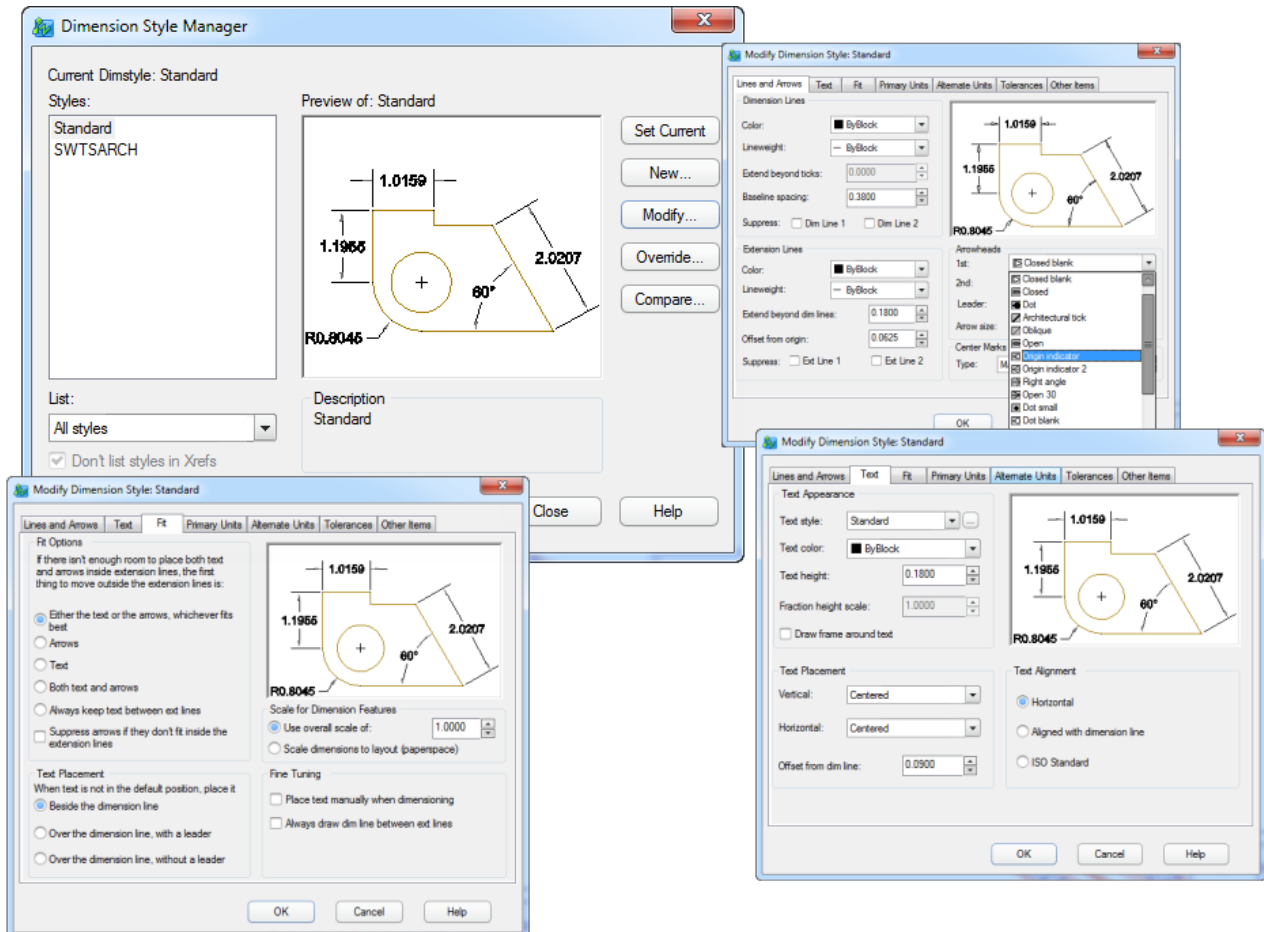 Dimension Style Manager
Current Dimstyle: Standard
Styles:
Standard
SWTSARCH
Preview of: Standard
1.0159
1.1955
2.0207
60°
R0.8045
Set Current
New...
Modify...
Override...
Compare...
List:
All styles
Don't list styles in Xrefs
Description
Standard
Close
Help
Modify Dimension Style: Standard
Lines and Arrows
Text
Fit
Primary Units
Alternate Units
Tolerances
Other Items
Dimension Lines
Color:
ByBlock
Lineweight:
ByBlock
Extend beyond ticks:
0.0000
Baseline spacing:
0.3800
Suppress:
Dim Line 1
Dim Line 2
1.0159
1.1955
2.0207
60°
R0.8045
Extension Lines
Color:
ByBlock
Lineweight:
ByBlock
Extend beyond dim lines:
0.1800
Offset from origin:
0.0625
Suppress:
Ext Line 1
Ext Line 2
Arrowheads
1st:
Closed blank
2nd:
Leader:
Arrow size:
Center Marks
Type:
Closed blank
Closed
Dot
Architectural tick
Oblique
Open
Origin indicator
Origin indicator 2
Right angle
Open 30
Dot small
Dot blank
OK
Modify Dimension Style: Standard
Lines and Arrows
Text
Fit
Primary Units
Alternate Units
Tolerances
Other Items
Fit Options
If there isn't enough room to place both text
and arrows inside extension lines, the first
thing to move outside the extension lines is:
Either the text or the arrows, whichever fits
best
Arrows
Text
Both text and arrows
Always keep text between ext lines
Suppress arrows if they don't fit inside the
extension lines
Text Placement
When text is not in the default position, place it
Beside the dimension line
Over the dimension line, with a leader
Over the dimension line, without a leader
1.0159
1.1955
2.0207
60°
R0.8045
Scale for Dimension Features
Use overall scale of:
1.0000
Scale dimensions to layout (paperspace)
Fine Tuning
Place text manually when dimensioning
Always draw dim line between ext lines
OK
Cancel
Help
Modify Dimension Style: Standard
Lines and Arrows
Text
Fit
Primary Units
Alternate Units
Tolerances
Other Items
Text Appearance
Text style:
Standard
...
Text color:
ByBlock
Text height:
0.1800
Fraction height scale:
1.0000
Draw frame around text
1.0159
1.1955
2.0207
60°
R0.8045
Text Placement
Vertical:
Centered
Horizontal:
Centered
Offset from dim line:
0.0900
Text Alignment
Horizontal
Aligned with dimension line
ISO Standard
OK
Cancel
Help